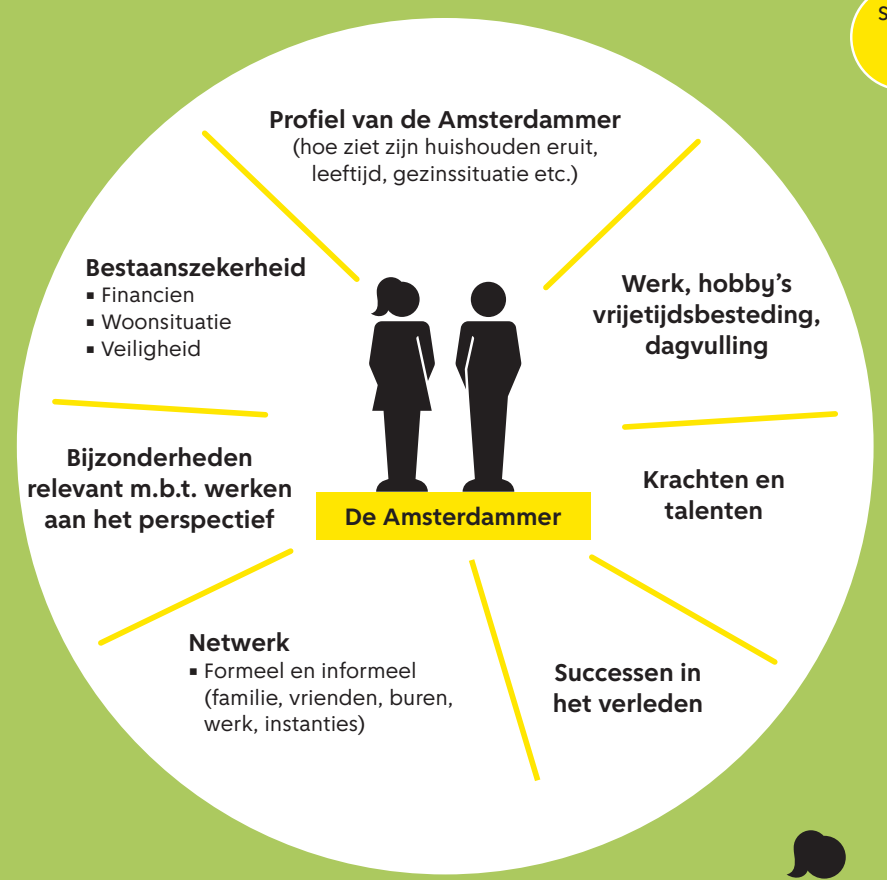 Profiel van de Amsterdammer
(hoe ziet zijn huishouden eruit,
leeftijd, gezinssituatie etc.)
Bestaanszekerheid
▪ Financien
▪ Woonsituatie
▪ Veiligheid
Werk, hobby's
vrijetijdsbesteding,
dagvulling
Bijzonderheden
relevant m.b.t. werken
aan het perspectief
Krachten en
talenten
De Amsterdammer
Netwerk
▪ Formeel en informeel
(familie, vrienden, buren,
werk, instanties)
Successen in
het verleden